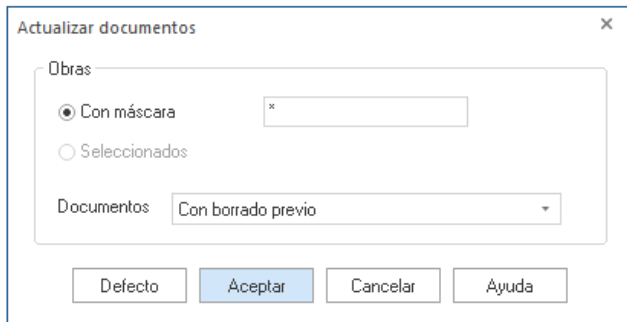 Actualizar documentos
Obras
Con máscara
*
Seleccionados
Documentos
Con borrado previo
Defecto
Aceptar
Cancelar
Ayuda